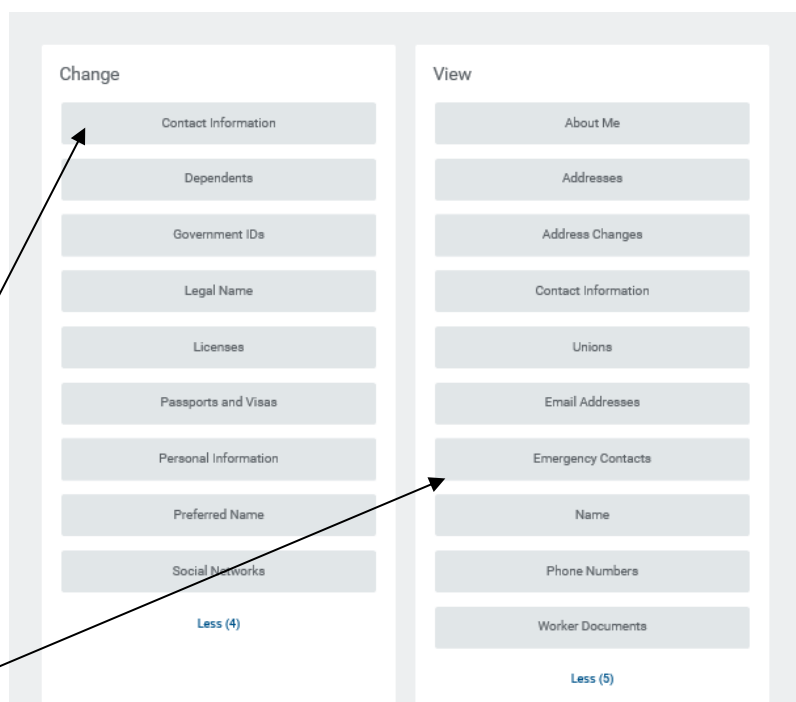 Change
Contact Information
Dependents
Government IDs
Legal Name
Licenses
Passports and Visas
Personal Information
Preferred Name
Social Networks
Less (4)
View
About Me
Addresses
Address Changes
Contact Information
Unions
Email Addresses
Emergency Contacts
Name
Phone Numbers
Worker Documents
Less (5)